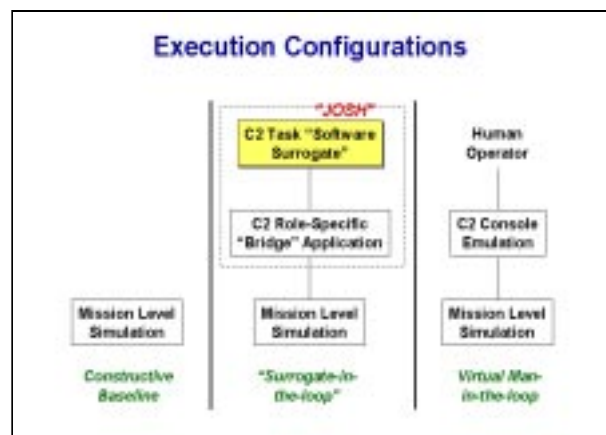 Execution Configurations
"JOSH"
C2 Task "Software
Surrogate"
Human
Operator
C2 Role-Specific
"Bridge" Application
C2 Console
Emulation
Mission Level
Simulation
Mission Level
Simulation
Mission Level
Simulation
Constructive
Baseline
"Surrogate-in-
the-loop"
Virtual Man-
in-the-loop